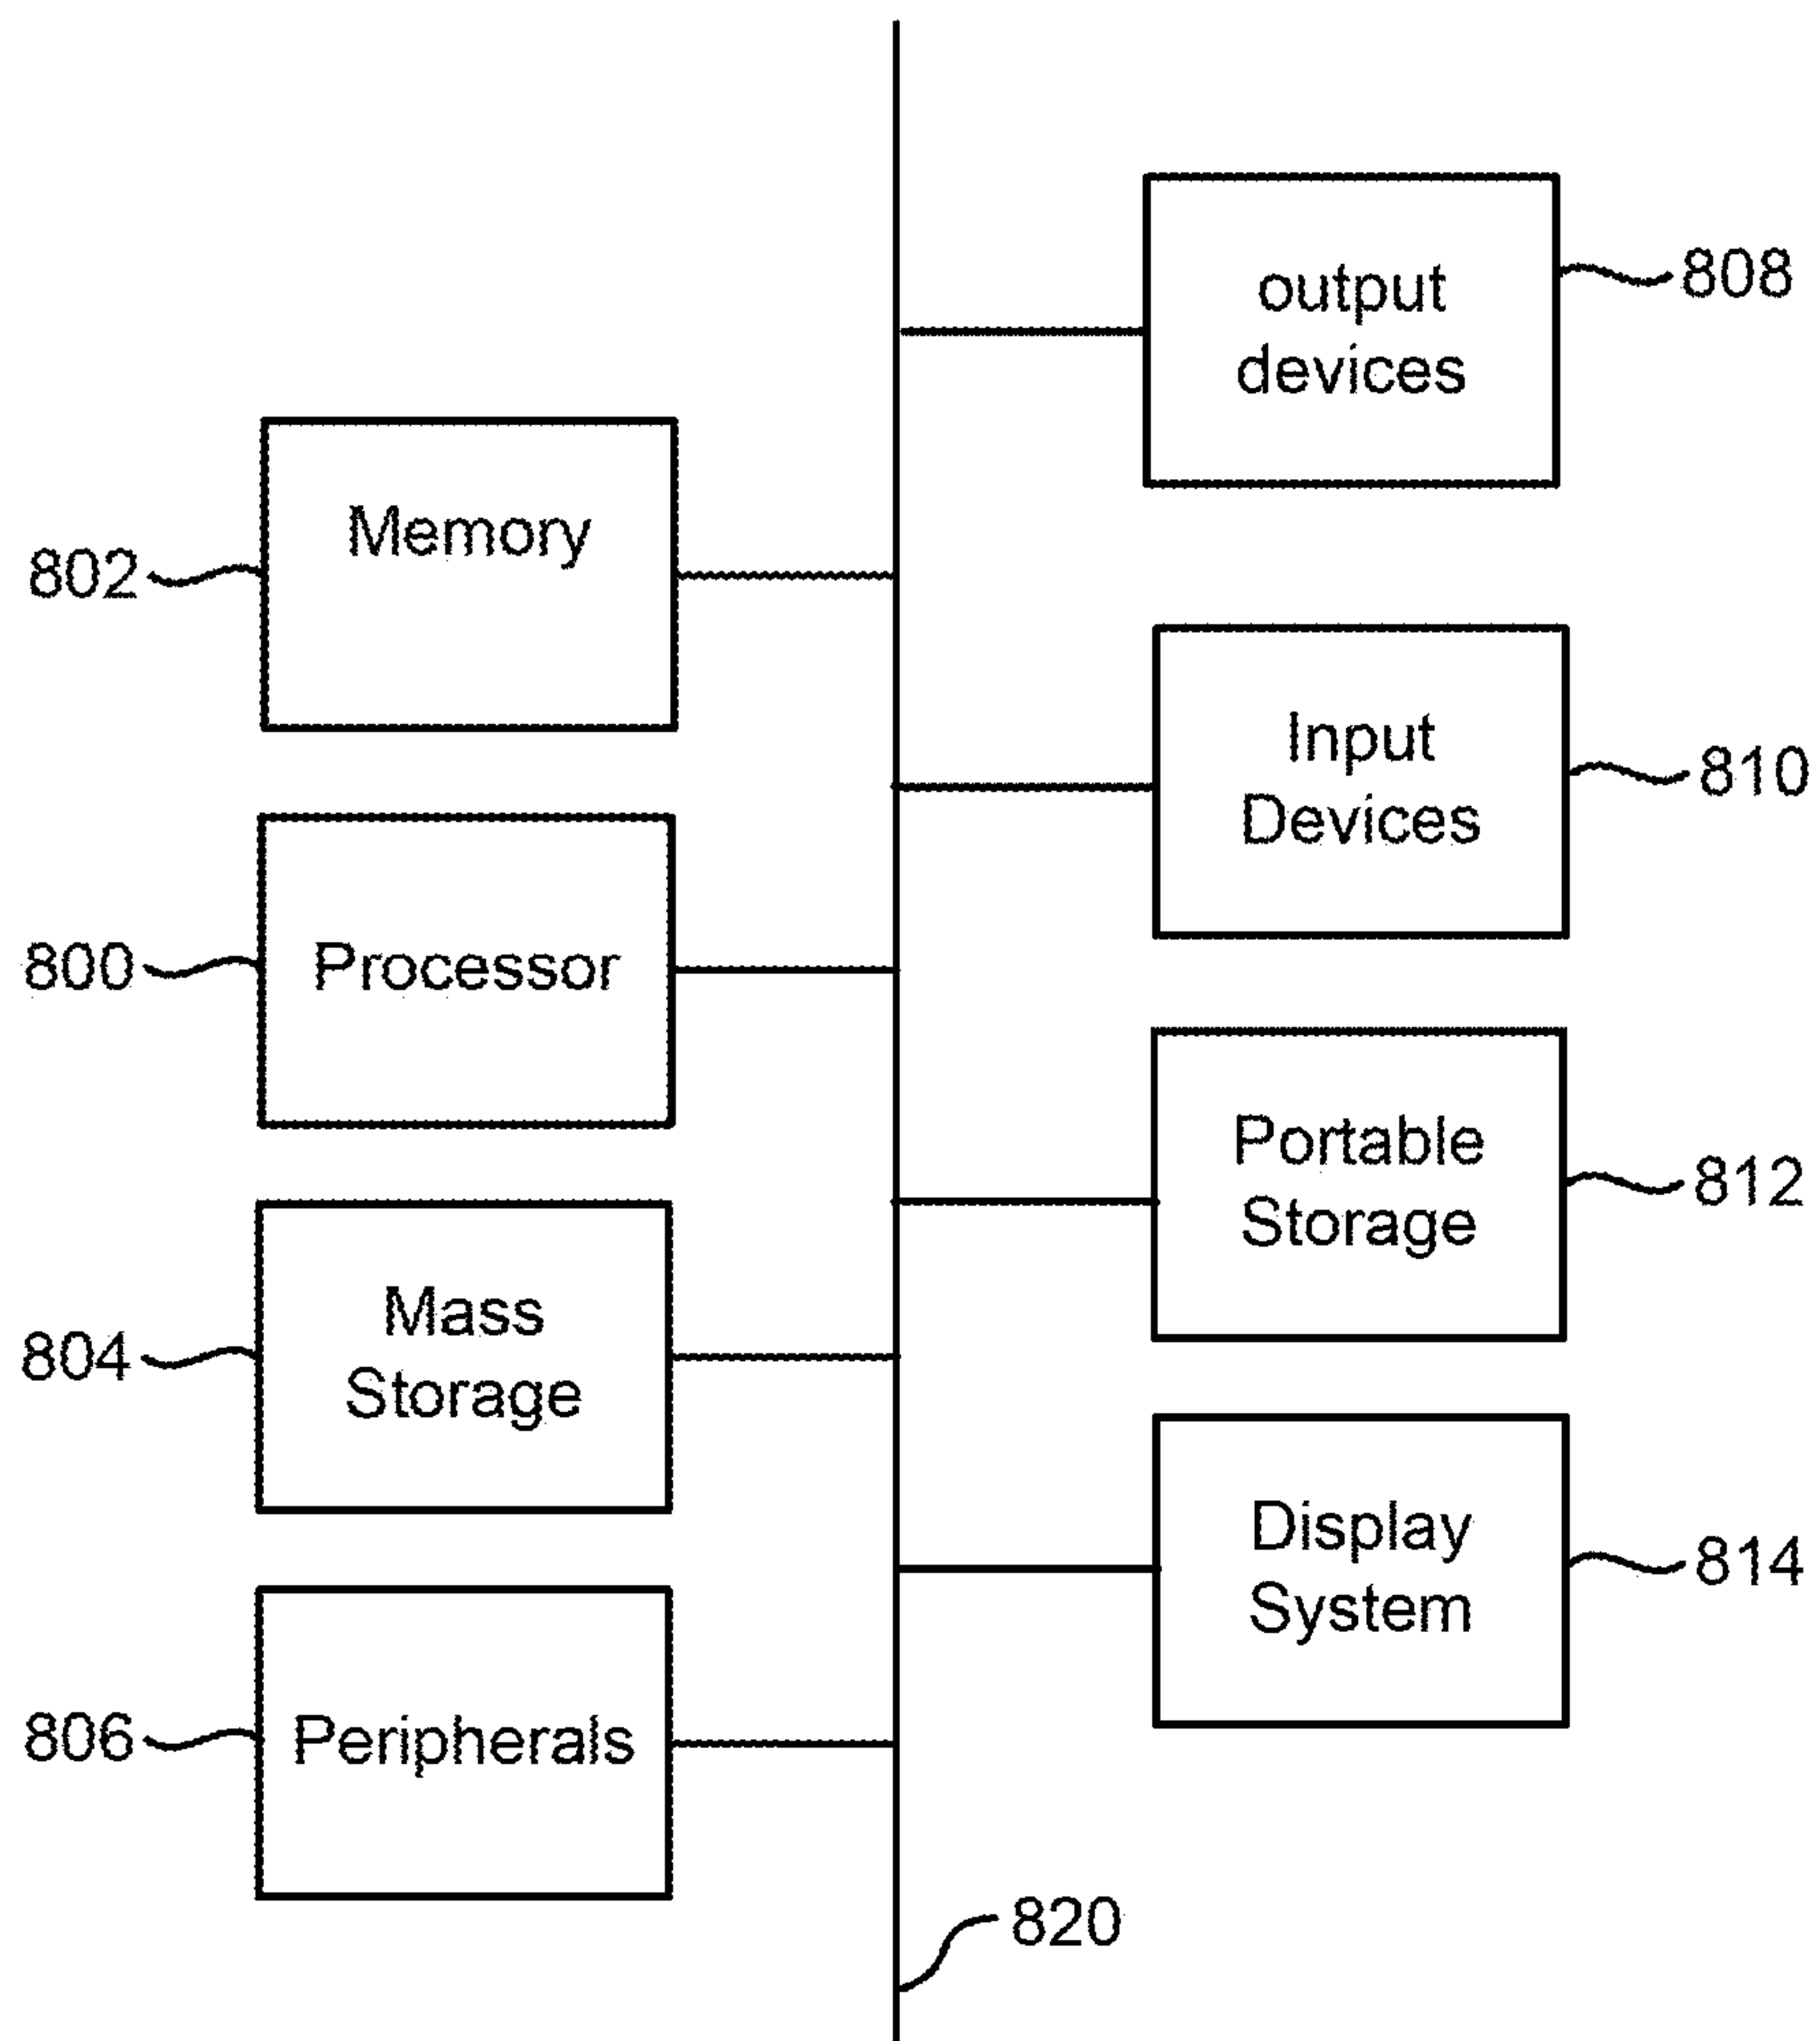 output
devices
808
Memory
802
Input
Devices
810
Processor
800
Portable
Storage
812
Mass
Storage
804
Display
System
814
Peripherals
806
820